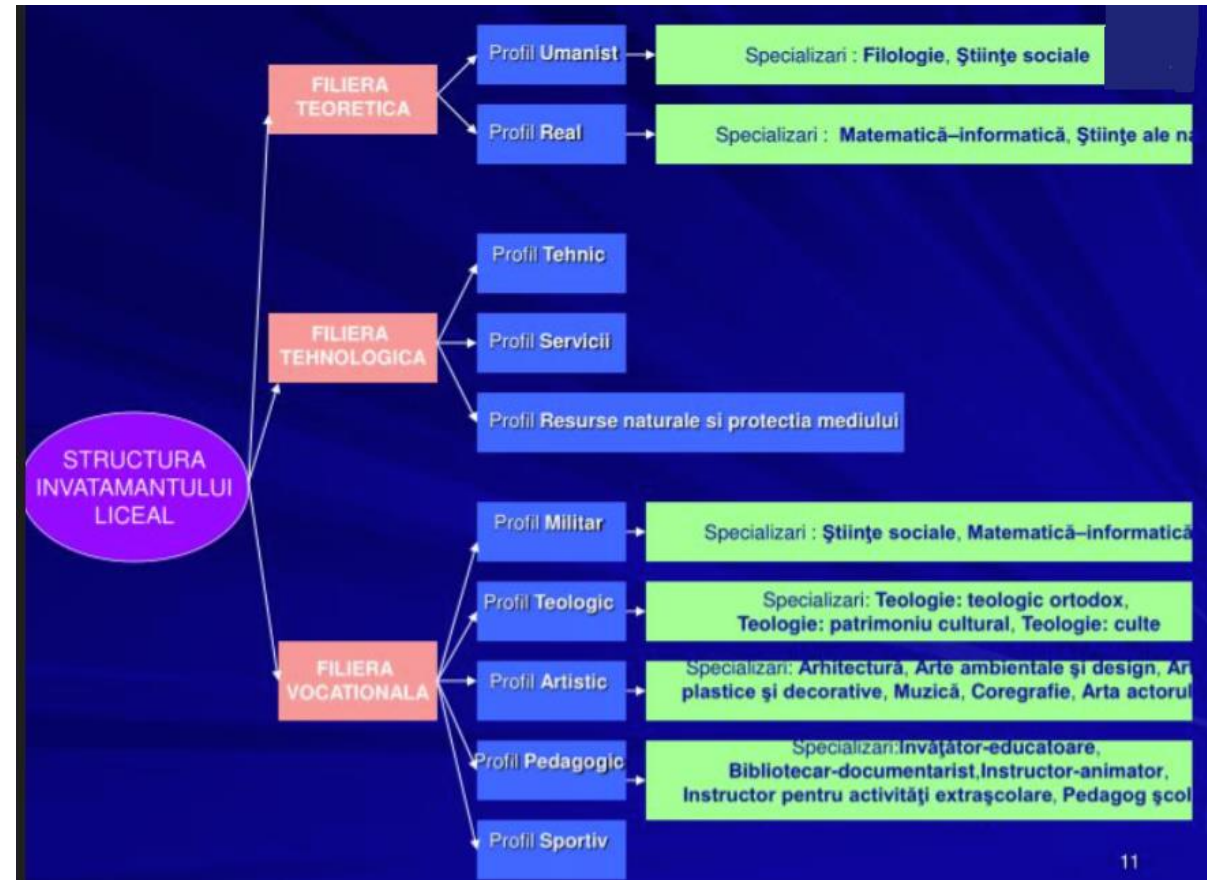 STRUCTURA
INVATAMANTULUI
LICEAL
FILIERA
TEORETICA
Profil Umanist
Specializari : Filologie, Ştiinţe sociale
Profil Real
Specializari : Matematică–informatică, Ştiinţe ale
FILIERA
TEHNOLOGICA
Profil Tehnic
Profil Servicii
Profil Resurse naturale si protectia mediului
FILIERA
VOCATIONALA
Profil Militar
Specializari : Ştiinţe sociale, Matematică–informatică
Profil Teologic
Specializari: Teologie: teologic ortodox,
Teologie: patrimoniu cultural, Teologie: culte
Profil Artistic
Specializari: Arhitectură, Arte ambientale şi design,
plastice şi decorative, Muzică, Coregrafie, Arta
Profil Pedagogic
Specializari:Invăţător-educatoare,
Bibliotecar-documentarist,Instructor-animator,
Instructor pentru activităţi extraşcolare, Pedagog
Profil Sportiv
11